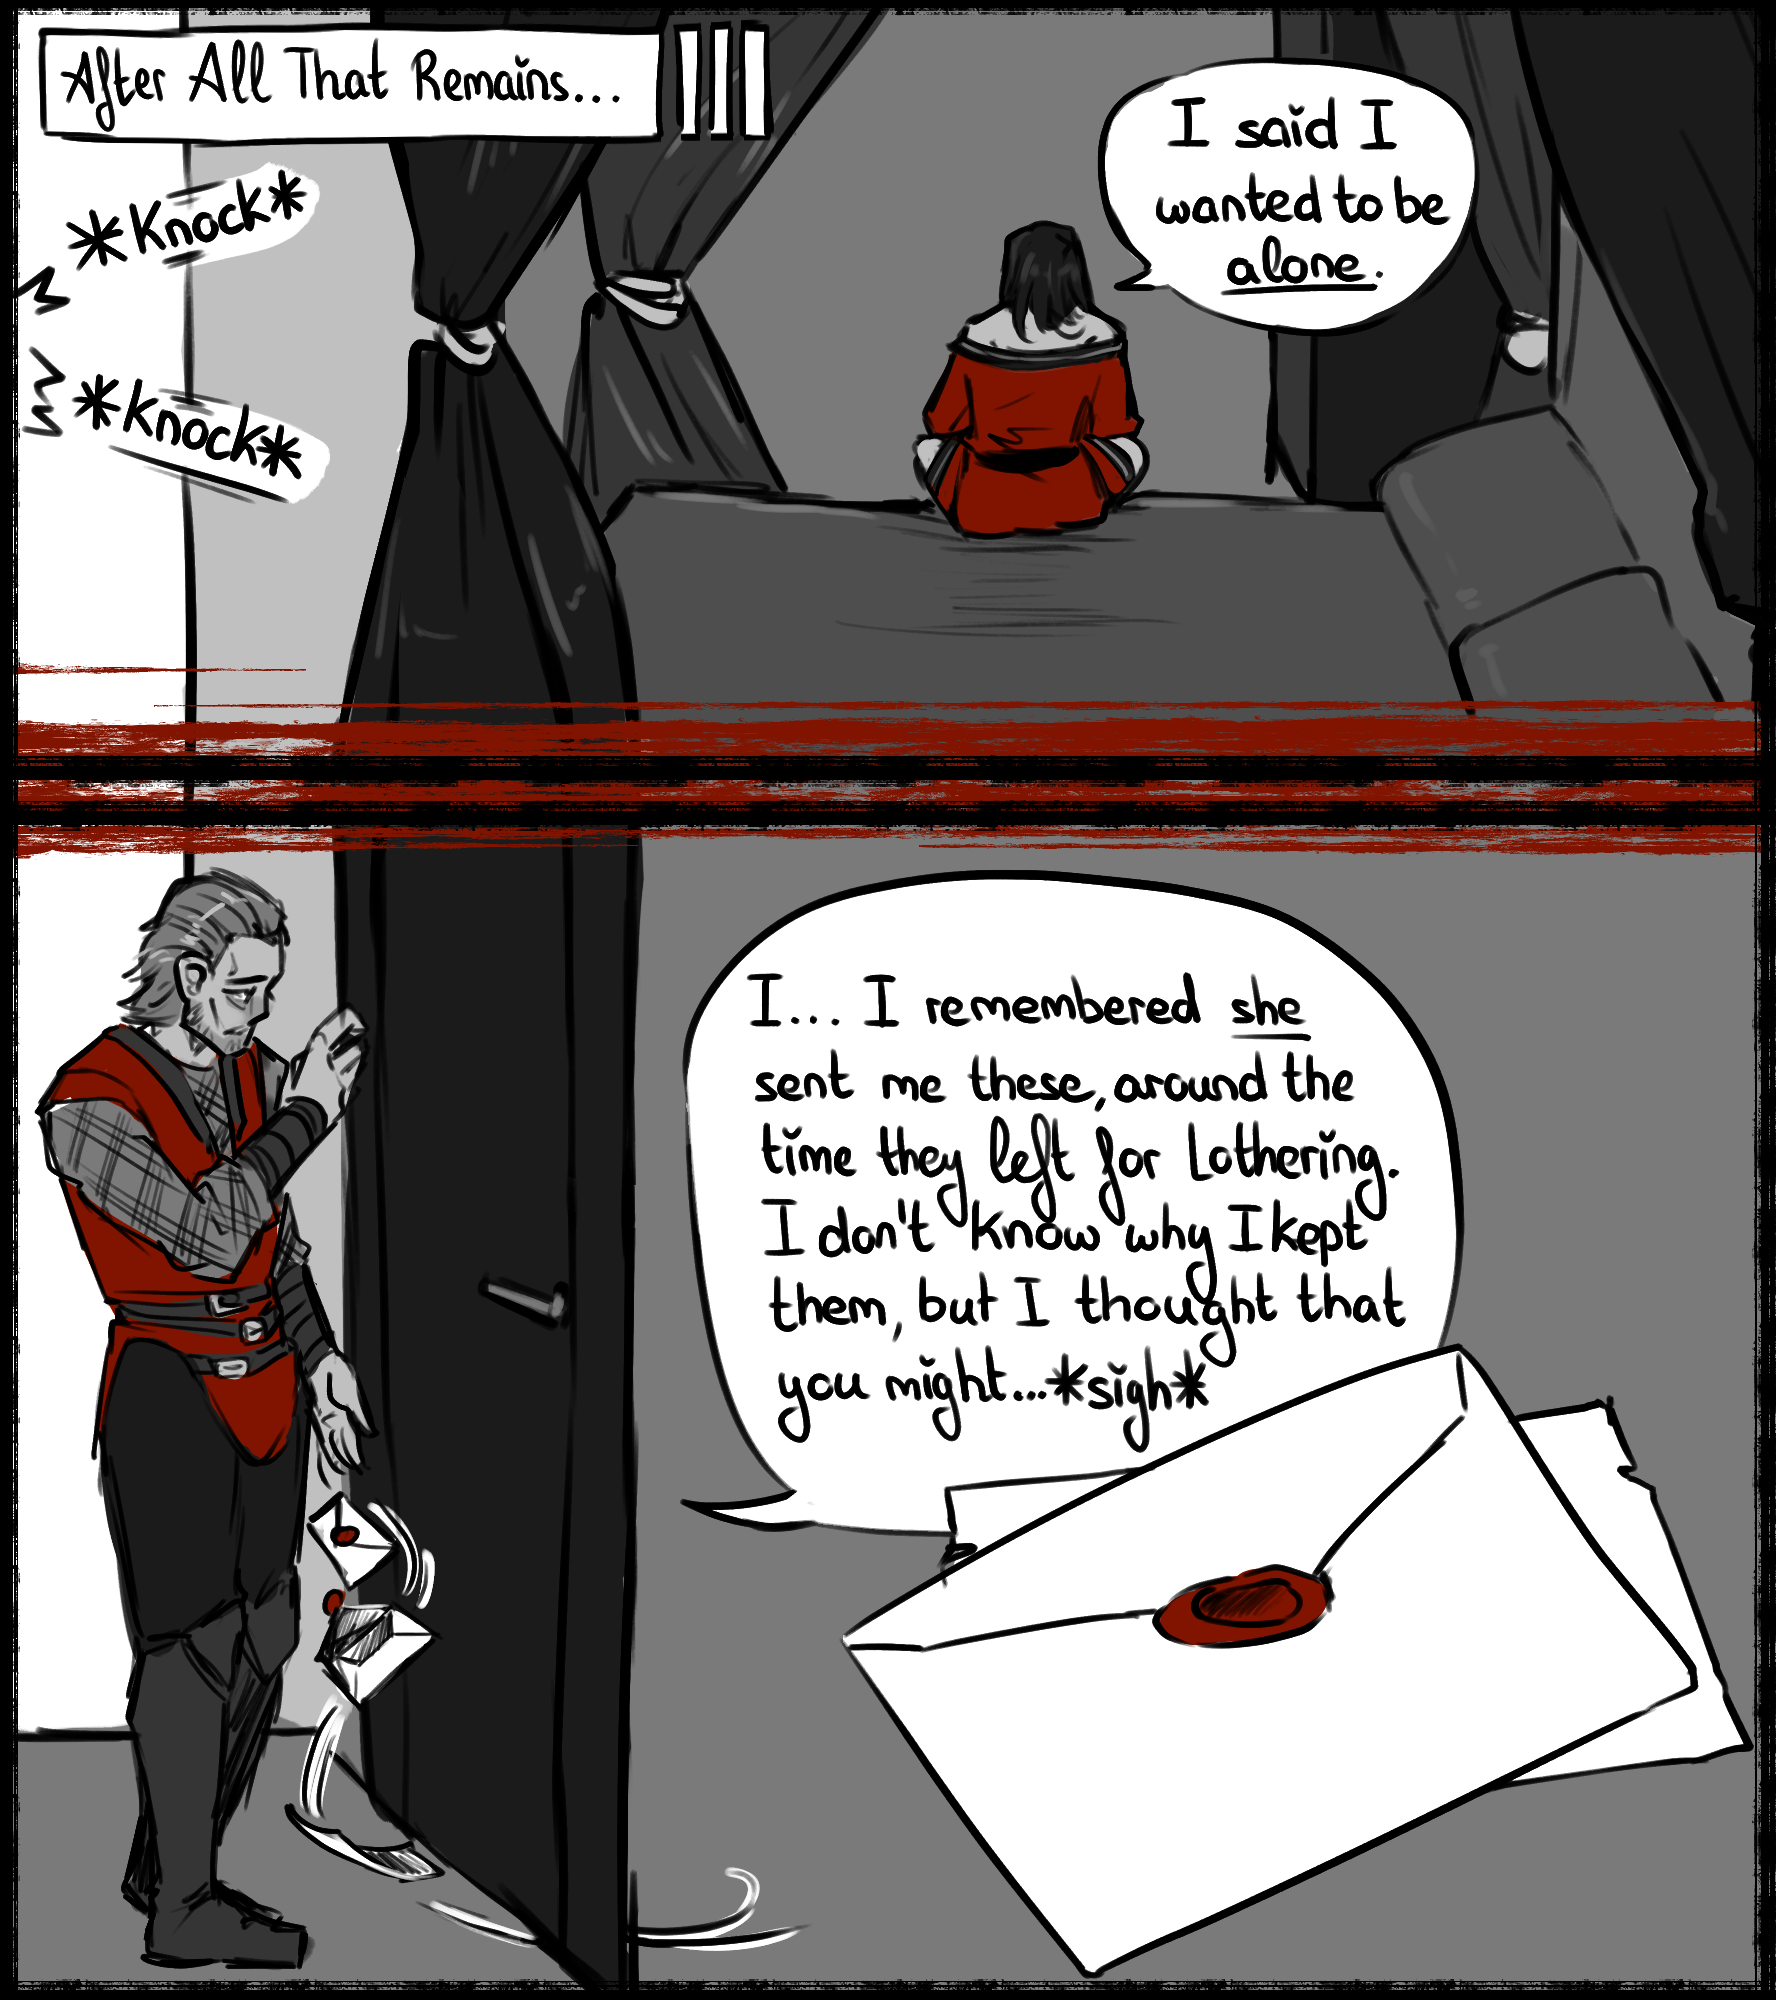 After All That Remains... III
*Knock*
*Knock*
I said I
wanted to be
alone.
I... I remembered she
sent me these, around the
time they left for Lothering.
I don't know why I kept
them, but I thought that
you might...*sigh*